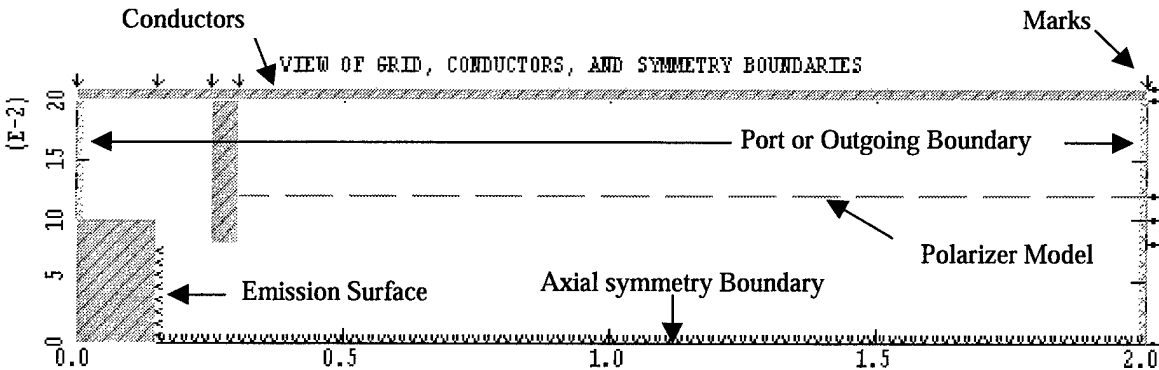 Conductors
Marks
VIEW OF GRID, CONDUCTORS, AND SYMMETRY BOUNDARIES
(E-2)
20
Port or Outgoing Boundary
15
10
Polarizer Model
5
Emission Surface
Axial symmetry Boundary
0
0.0 0.5 1.0 1.5 2.0